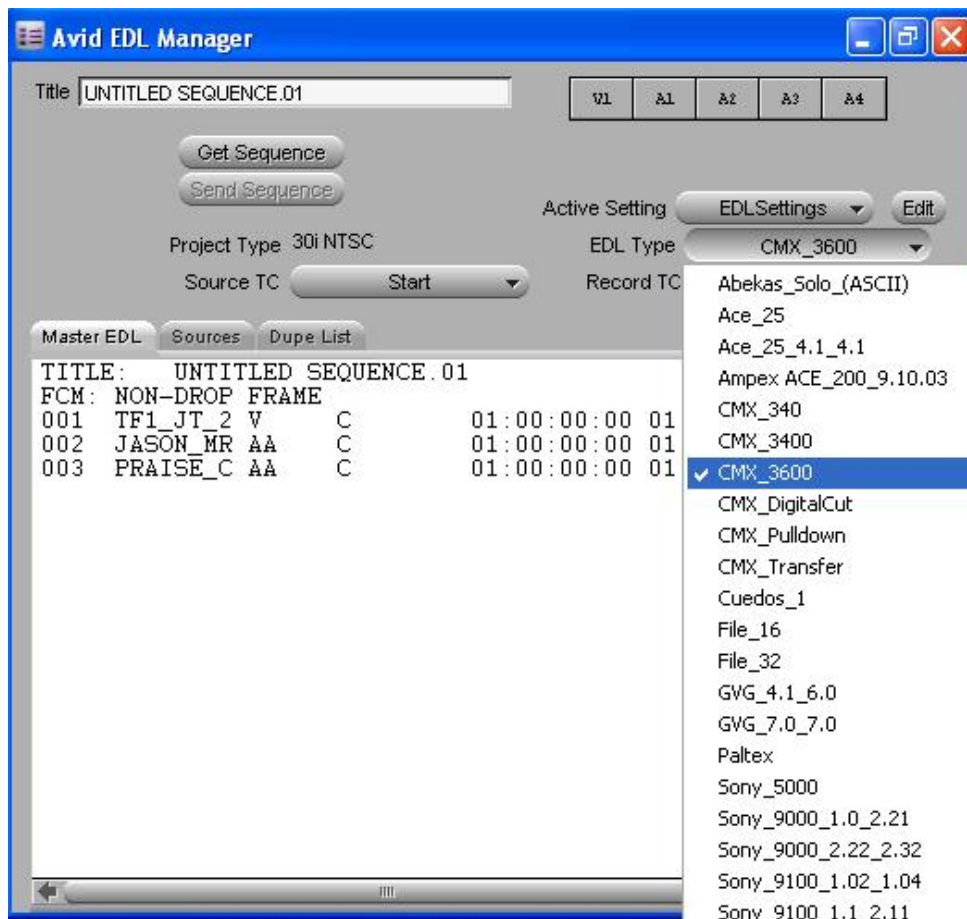 Avid EDL Manager
Title UNTITLED SEQUENCE.01
V1 A1 A2 A3 A4
Get Sequence
Send Sequence
Active Setting EDLSettings Edit
Project Type 30i NTSC
EDL Type CMX_3600
Source TC Start
Record TC
Master EDL Sources Dupe List
TITLE: UNTITLED SEQUENCE.01
FCM: NON-DROP FRAME
001 TF1_JT_2 V C 01:00:00:00 01
002 JASON_MR AA C 01:00:00:00 01
003 PRAISE_C AA C 01:00:00:00 01
Abekas_Solo_(ASCII)
Ace_25
Ace_25_4.1_4.1
Ampex ACE_200_9.10.03
CMX_340
CMX_3400
CMX_3600
CMX_DigitalCut
CMX_Pulldown
CMX_Transfer
Cuedos_1
File_16
File_32
GVG_4.1_6.0
GVG_7.0_7.0
Paltex
Sony_5000
Sony_9000_1.0_2.21
Sony_9000_2.22_2.32
Sony_9100_1.02_1.04
Sony_9100_1.1_2.11